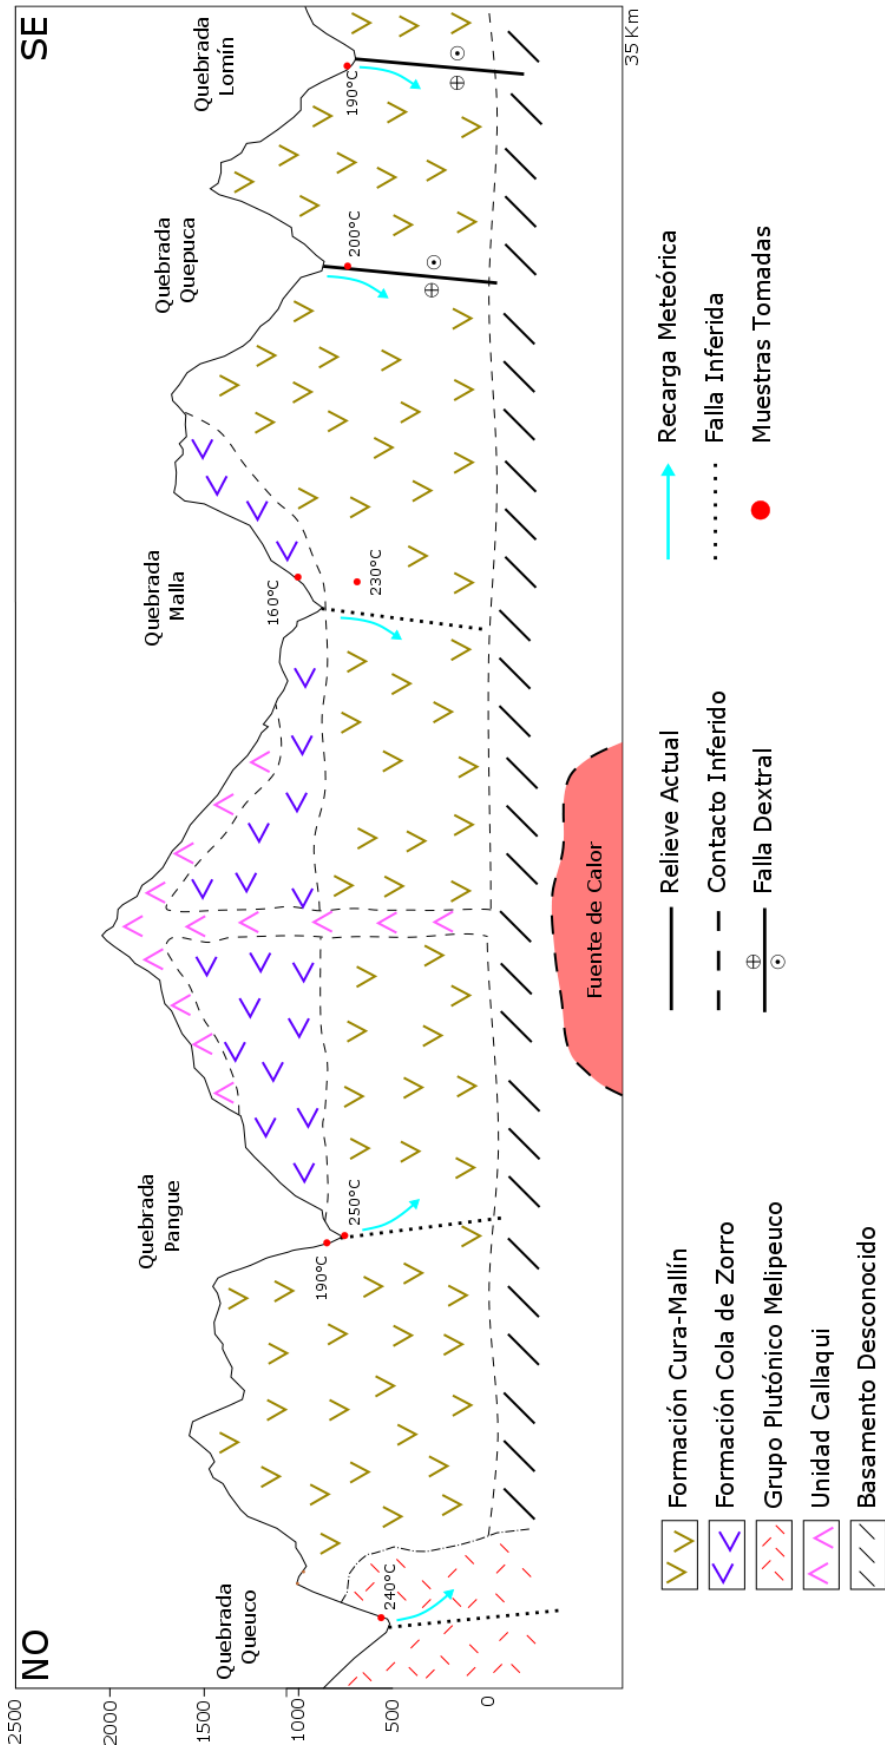 NO
SE
2500
2000
1500
1000
500
0
35 Km
Quebrada
Queuco
Quebrada
Pangue
Quebrada
Malla
Quebrada
Quepuca
Quebrada
Lomín
240°C
190°C
250°C
160°C
230°C
200°C
190°C
Fuente de Calor
Formación Cura-Mallín
Formación Cola de Zorro
Grupo Plutónico Melipeuco
Unidad Callaqui
Basamento Desconocido
Relieve Actual
Contacto Inferido
Falla Dextral
Recarga Meteórica
Falla Inferida
Muestras Tomadas